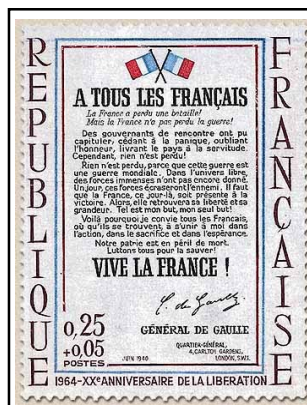 REPUBLIQUE
FRANÇAISE
A TOUS LES FRANÇAIS
La France a perdu une bataille!
Mais la France n'a pas perdu la guerre!
Des gouvernants de rencontre ont pu
capituler, cédant à la panique, oubliant
l'honneur, livrant le pays à la servitude.
Cependant, rien n'est perdu!
Rien n'est perdu, parce que cette guerre est
une guerre mondiale. Dans l'univers libre,
des forces immenses n'ont pas encore donné.
Un jour, ces forces écraseront l'ennemi. Il faut
que la France, ce jour-là, soit présente à la
victoire. Alors, elle retrouvera sa liberté et sa
grandeur. Tel est mon but, mon seul but!
Voilà pourquoi je convie tous les Français,
où qu'ils se trouvent, à s'unir à moi dans
l'action, dans le sacrifice et dans l'espérance.
Notre patrie est en péril de mort.
Luttons tous pour la sauver!
VIVE LA FRANCE !
C. de Gaulle
GÉNÉRAL DE GAULLE
0,25
+0,05
POSTES
JUIN 1940
QUARTIER-GÉNÉRAL,
4, CARLTON GARDENS,
LONDON, S.W.1.
1964-XXᵉ ANNIVERSAIRE DE LA LIBERATION